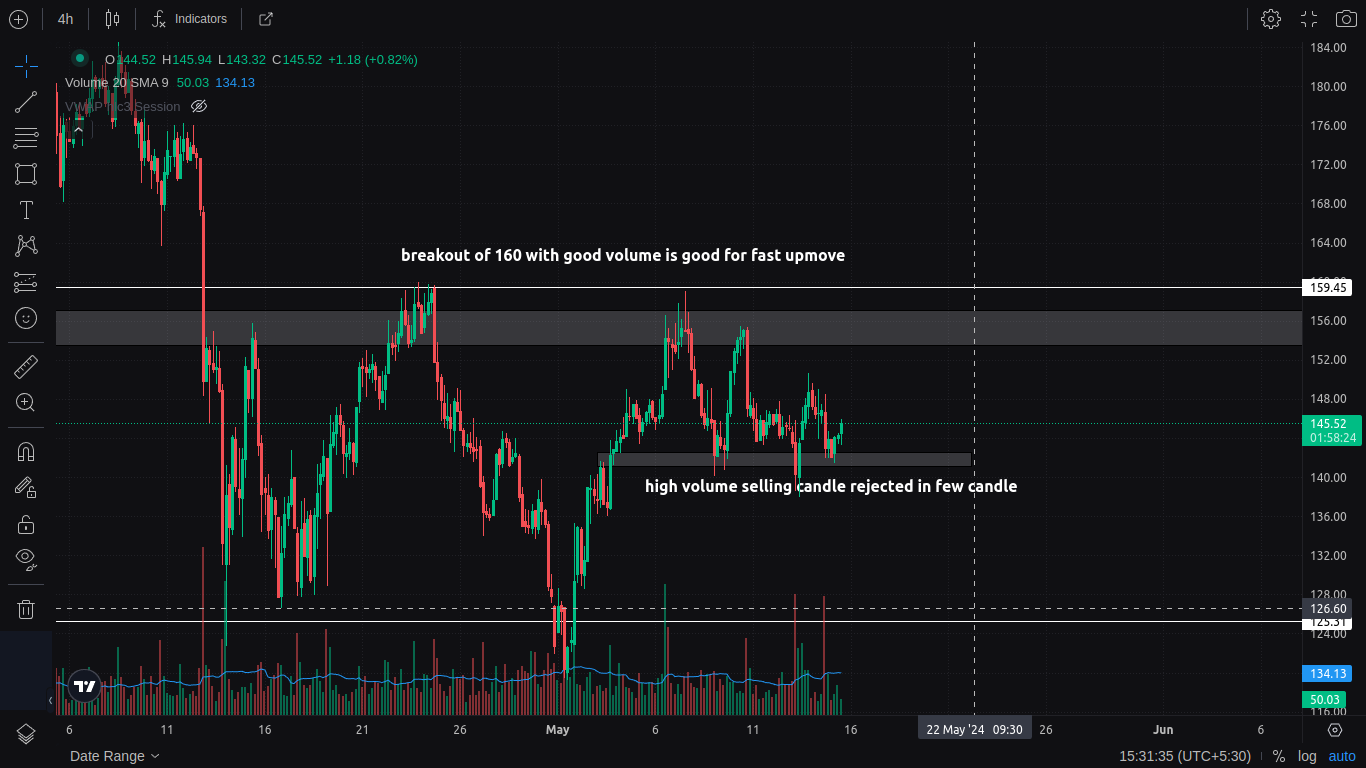 4h
Indicators
O144.52 H145.94 L143.32 C145.52 +1.18 (+0.82%)
Volume 20 SMA 9 50.03 134.13
Session
breakout of 160 with good volume is good for fast upmove
high volume selling candle rejected in few candle
184.00
180.00
176.00
172.00
168.00
164.00
159.45
156.00
152.00
148.00
145.52
01:58:24
140.00
136.00
132.00
128.00
126.60
125.31
124.00
134.13
50.03
116.00
6 11 16 21 26 May 6 11 16 22 May '24 09:30 26 Jun 6
Date Range
15:31:35 (UTC+5:30) % log auto